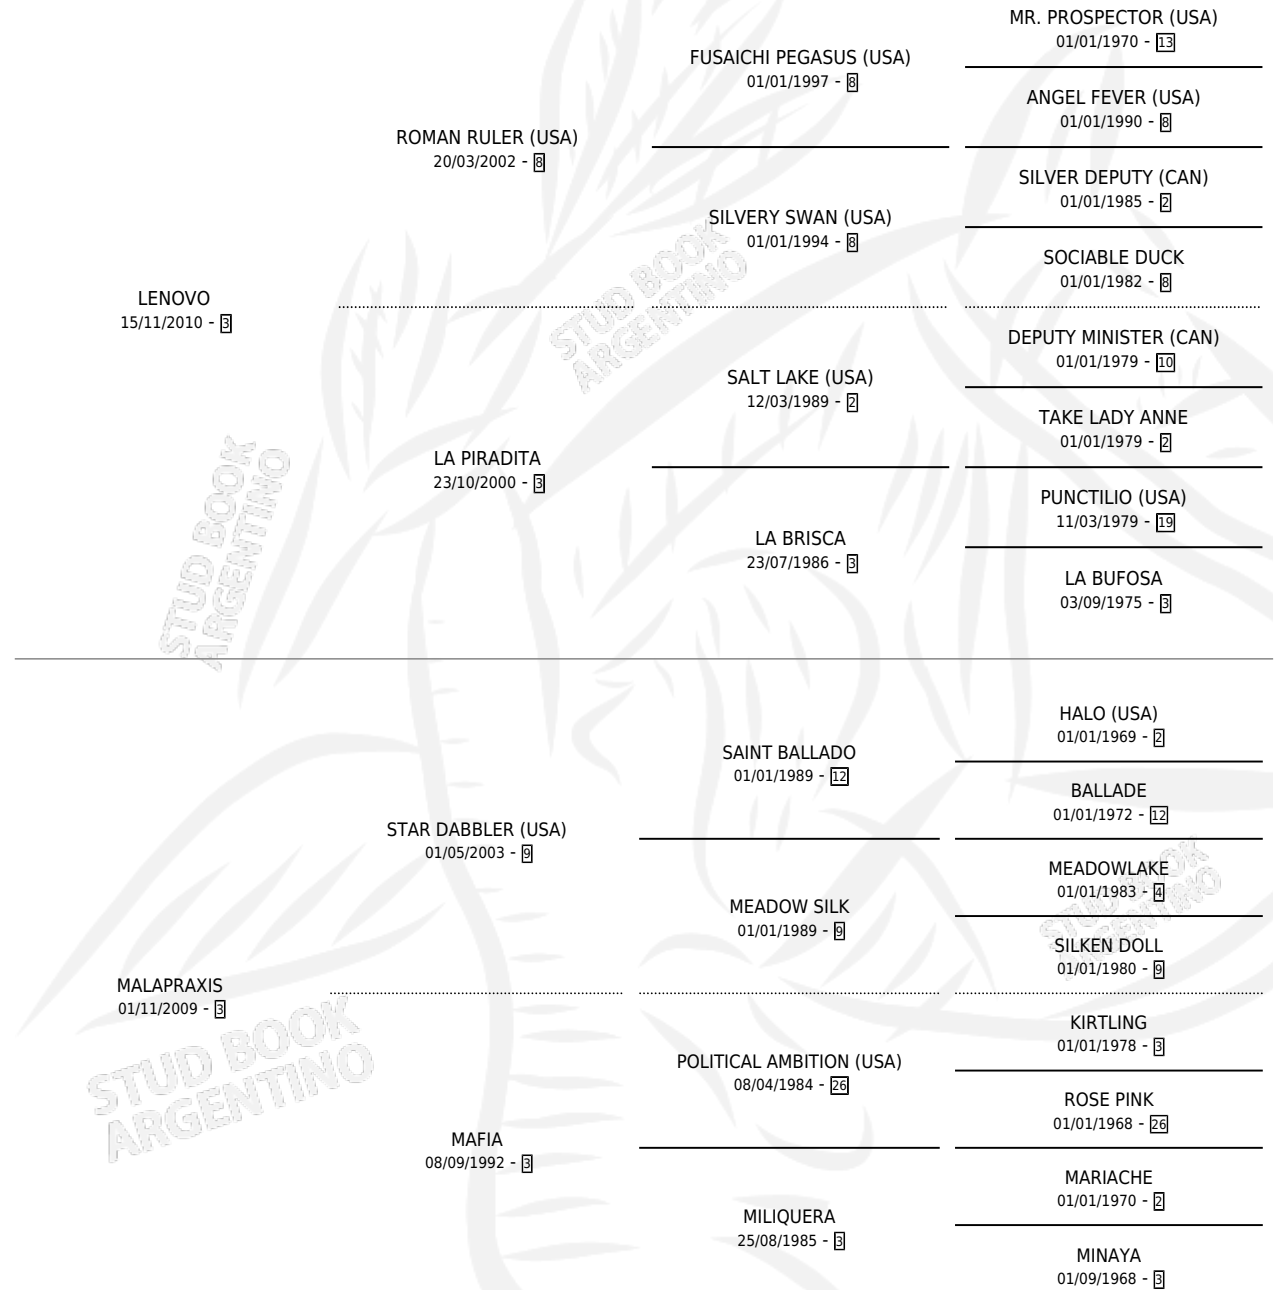 MR. PROSPECTOR (USA)
01/01/1970 - 13
FUSAICHI PEGASUS (USA)
01/01/1997 - 8
ANGEL FEVER (USA)
01/01/1990 - 8
ROMAN RULER (USA)
20/03/2002 - 8
SILVER DEPUTY (CAN)
01/01/1985 - 2
SILVERY SWAN (USA)
01/01/1994 - 8
SOCIABLE DUCK
01/01/1982 - 8
STUD BOOK
ARGENTINO
LENOVO
15/11/2010 - 3
DEPUTY MINISTER (CAN)
01/01/1979 - 10
SALT LAKE (USA)
12/03/1989 - 2
TAKE LADY ANNE
01/01/1979 - 2
LA PIRADITA
23/10/2000 - 3
PUNCTILIO (USA)
11/03/1979 - 19
LA BRISCA
23/07/1986 - 3
LA BUFOSA
03/09/1975 - 3
STUD BOOK
ARGENTINO
HALO (USA)
01/01/1969 - 2
SAINT BALLADO
01/01/1989 - 12
BALLADE
01/01/1972 - 12
STAR DABBLER (USA)
01/05/2003 - 9
MEADOWLAKE
01/01/1983 - 4
MEADOW SILK
01/01/1989 - 9
SILKEN DOLL
01/01/1980 - 9
STUD BOOK
ARGENTINO
MALAPRAXIS
01/11/2009 - 3
KIRTLING
01/01/1978 - 3
POLITICAL AMBITION (USA)
08/04/1984 - 26
ROSE PINK
01/01/1968 - 26
MAFIA
08/09/1992 - 3
MARIACHE
01/01/1970 - 2
MILIQUERA
25/08/1985 - 3
MINAYA
01/09/1968 - 3
STUD BOOK
ARGENTINO